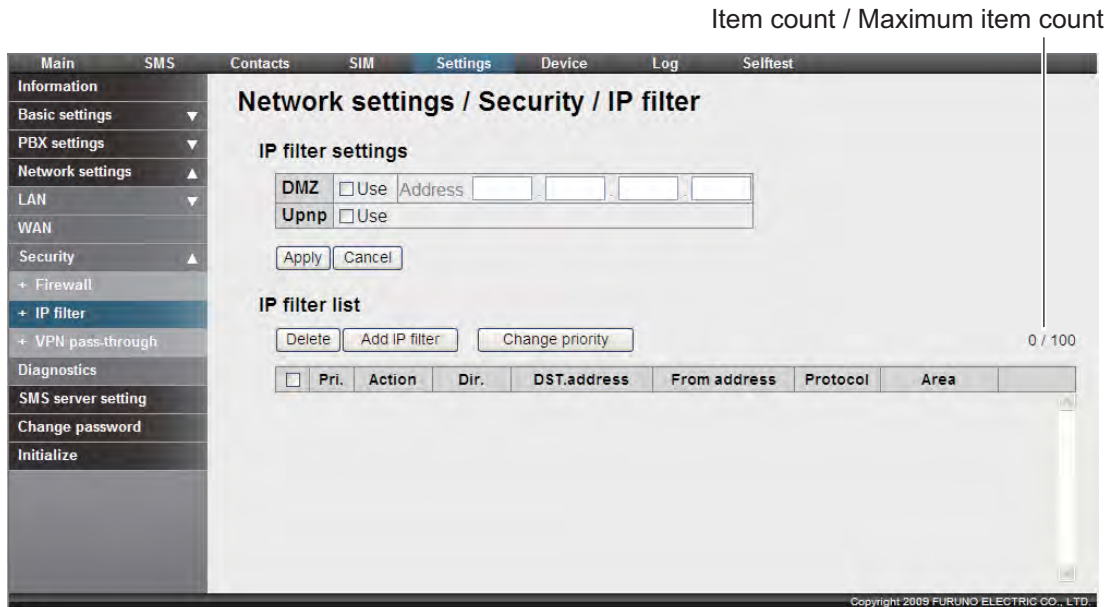 Item count / Maximum item count
Main SMS Contacts SIM Settings Device Log Selftest
Information
Basic settings ▼
PBX settings ▼
Network settings ▲
LAN ▼
WAN
Security ▲
+ Firewall
+ IP filter
+ VPN pass-through
Diagnostics
SMS server setting
Change password
Initialize
Network settings / Security / IP filter
IP filter settings
DMZ Use Address . . .
Upnp Use
Apply Cancel
IP filter list
Delete Add IP filter Change priority 0 / 100
Pri. Action Dir. DST.address From address Protocol Area
Copyright 2009 FURUNO ELECTRIC CO., LTD.